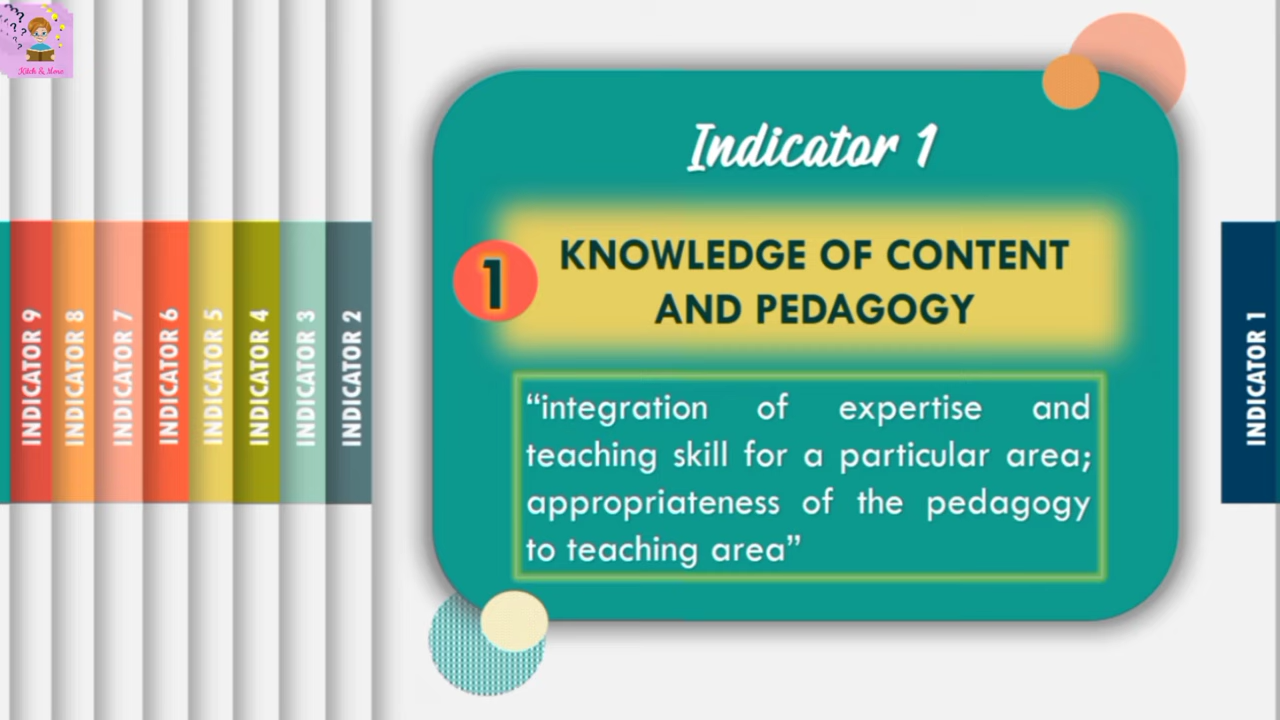 Kitch & More
Indicator 1
1
KNOWLEDGE OF CONTENT
AND PEDAGOGY
“integration of expertise and
teaching skill for a particular area;
appropriateness of the pedagogy
to teaching area”
INDICATOR 9
INDICATOR 8
INDICATOR 7
INDICATOR 6
INDICATOR 5
INDICATOR 4
INDICATOR 3
INDICATOR 2
INDICATOR 1